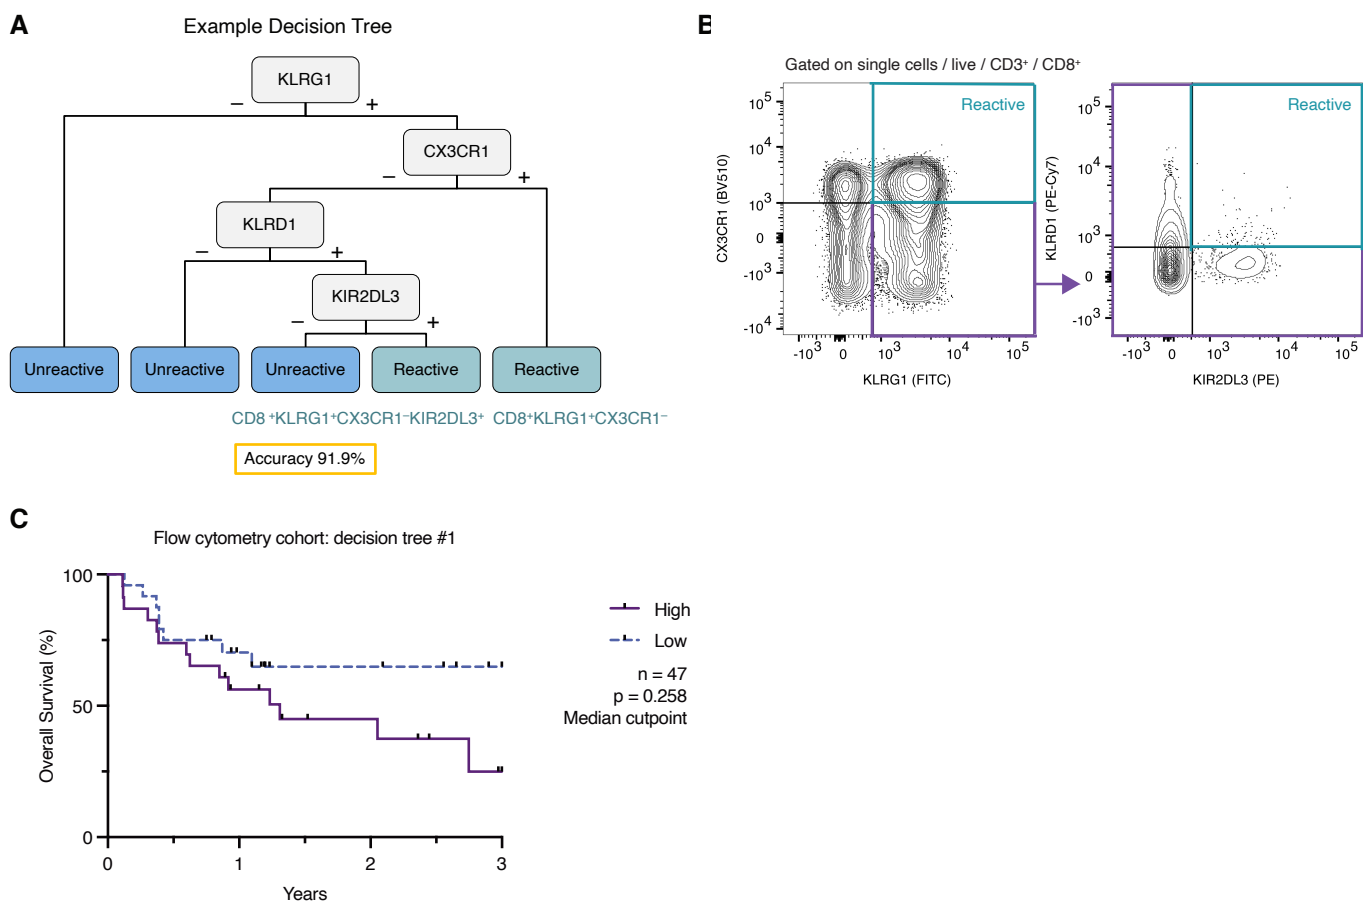 A
Example Decision Tree
KLRG1
− +
CX3CR1
− +
KLRD1
− +
KIR2DL3
− +
Unreactive
Unreactive
Unreactive
Reactive
Reactive
CD8⁺KLRG1⁺CX3CR1⁻KIR2DL3⁺
CD8⁺KLRG1⁺CX3CR1⁻
Accuracy 91.9%
Gated on single cells / live / CD3⁺ / CD8⁺
CX3CR1 (BV510)
10⁵
10⁴
10³
0
-10³
-10⁴
Reactive
-10³ 0 10³ 10⁴ 10⁵
KLRG1 (FITC)
KLRD1 (PE-Cy7)
10⁵
10⁴
10³
0
-10³
Reactive
-10³ 0 10³ 10⁴ 10⁵
KIR2DL3 (PE)
C
Flow cytometry cohort: decision tree #1
Overall Survival (%)
100
50
0
0 1 2 3
Years
High
Low
n = 47
p = 0.258
Median cutpoint